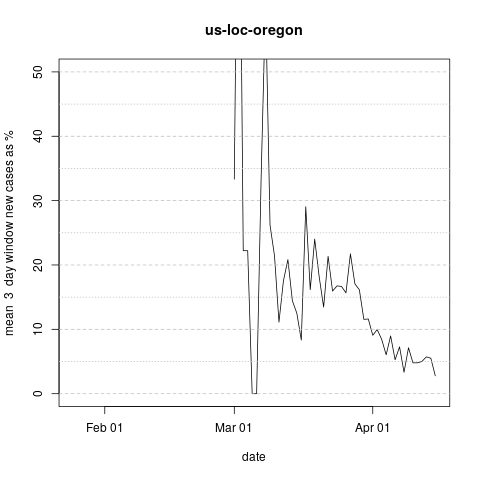 us-loc-oregon
mean 3 day window new cases as %
50
40
30
20
10
0
Feb 01
Mar 01
Apr 01
date